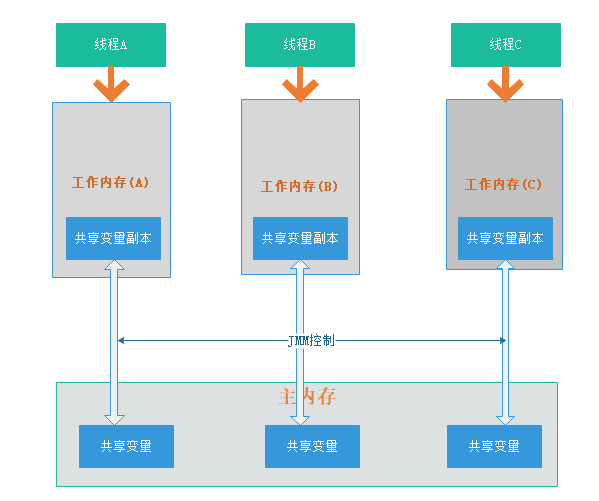 线程A
线程B
线程C
工作内存(A)
工作内存(B)
工作内存(C)
共享变量副本
共享变量副本
共享变量副本
JMM控制
主内存
共享变量
共享变量
共享变量